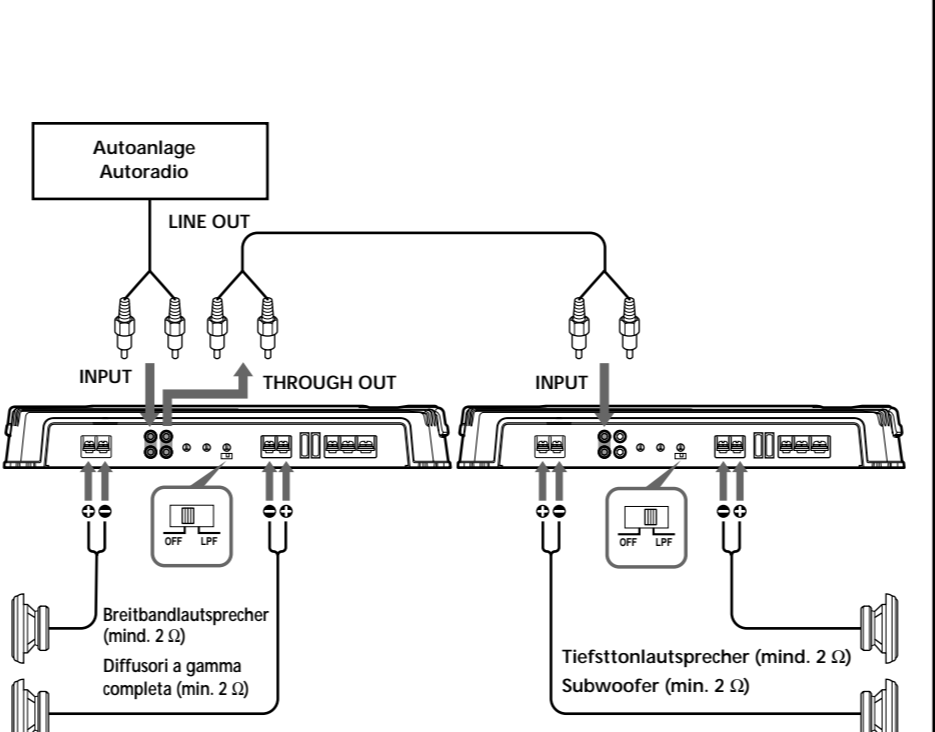 Autoanlage
Autoradio
LINE OUT
INPUT
THROUGH OUT
INPUT
OFF LPF
OFF LPF
Breitbandlautsprecher
(mind. 2 Ω)
Diffusori a gamma
completa (min. 2 Ω)
Tiefsttonlautsprecher (mind. 2 Ω)
Subwoofer (min. 2 Ω)